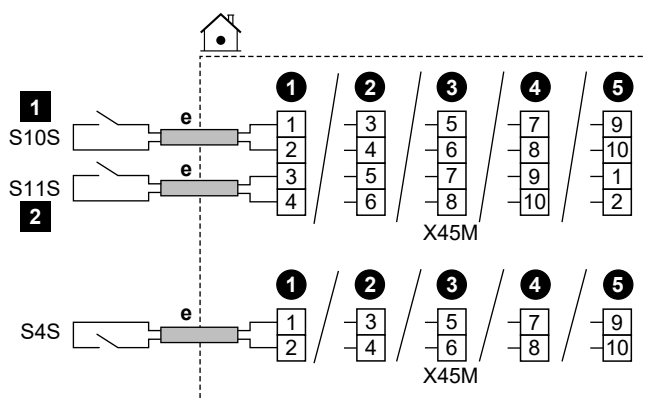 1 2 3 4 5
1
S10S
e
1 3 5 7 9
2 4 6 8 10
S11S
e
3 5 7 9 1
4 6 8 10 2
2
X45M
1 2 3 4 5
S4S
e
1 3 5 7 9
2 4 6 8 10
X45M